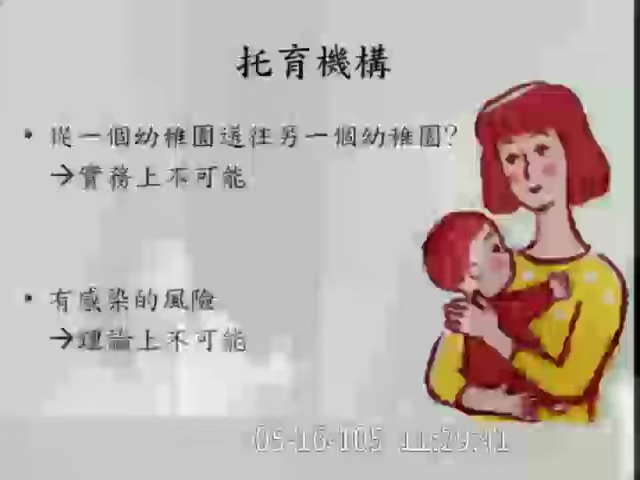 托育機構
• 從一個幼稚園送往另一個幼稚園?
→實務上不可能
• 有感染的風險
→理論上不可能
05-16-105 11:29:41